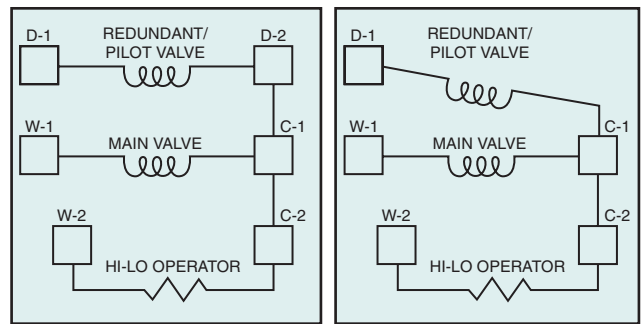 D-1 REDUNDANT/ D-2
PILOT VALVE
W-1 MAIN VALVE C-1
W-2 C-2
HI-LO OPERATOR
D-1 REDUNDANT/
PILOT VALVE
W-1 MAIN VALVE C-1
W-2 C-2
HI-LO OPERATOR